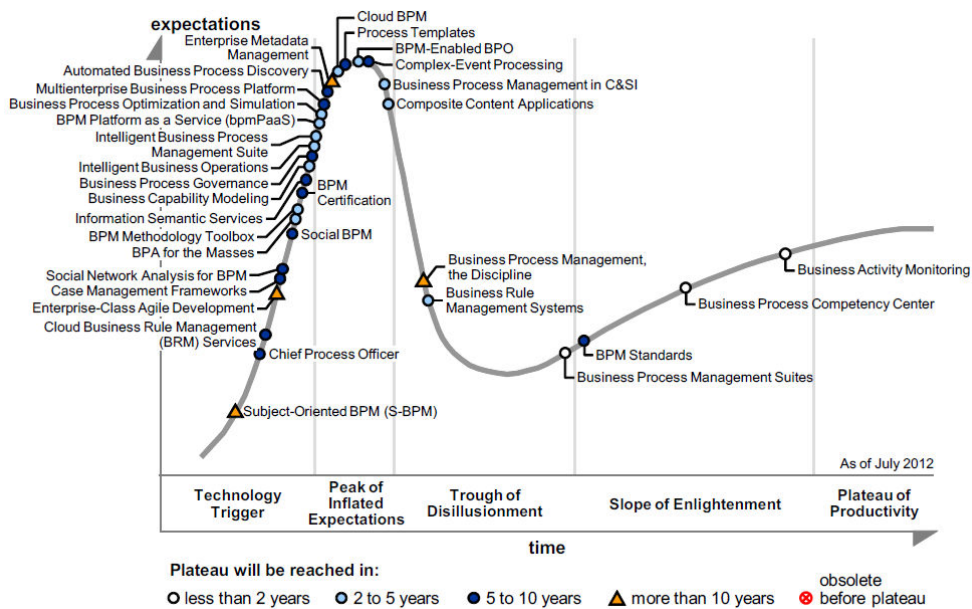 expectations
Cloud BPM
Process Templates
Enterprise Metadata
Management
BPM-Enabled BPO
Complex-Event Processing
Automated Business Process Discovery
Multienterprise Business Process Platform
Business Process Management in C&SI
Business Process Optimization and Simulation
Composite Content Applications
BPM Platform as a Service (bpmPaaS)
Intelligent Business Process
Management Suite
Intelligent Business Operations
Business Process Governance
BPM
Certification
Business Capability Modeling
Information Semantic Services
BPM Methodology Toolbox
Social BPM
BPA for the Masses
Business Process Management,
the Discipline
Business Activity Monitoring
Social Network Analysis for BPM
Case Management Frameworks
Business Rule
Management Systems
Business Process Competency Center
Enterprise-Class Agile Development
Cloud Business Rule Management
(BRM) Services
Chief Process Officer
BPM Standards
Business Process Management Suites
Subject-Oriented BPM (S-BPM)
As of July 2012
Technology
Trigger
Peak of
Inflated
Expectations
Trough of
Disillusionment
Slope of Enlightenment
Plateau of
Productivity
time
Plateau will be reached in:
less than 2 years
2 to 5 years
5 to 10 years
more than 10 years
obsolete
before plateau